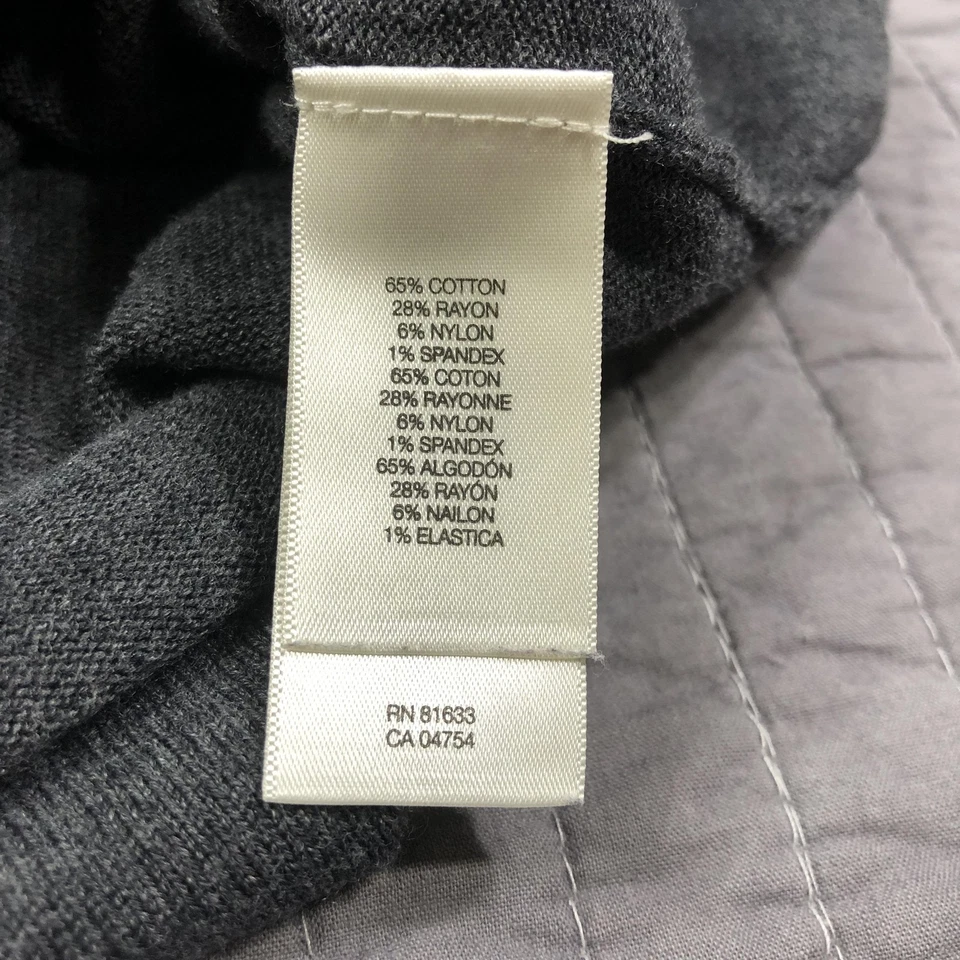 65% COTTON
28% RAYON
6% NYLON
1% SPANDEX
65% COTON
28% RAYONNE
6% NYLON
1% SPANDEX
65% ALGODÓN
28% RAYÓN
6% NAILON
1% ELASTICA
RN 81633
CA 04754